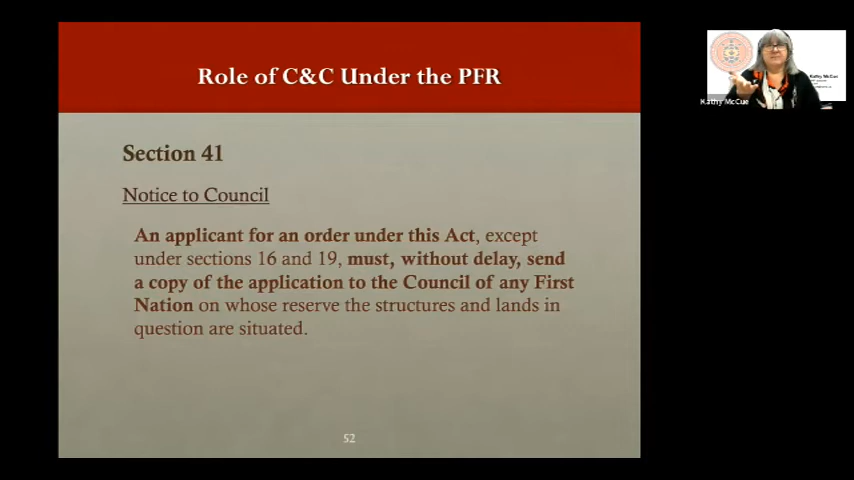 Role of C&C Under the PFR
Section 41
Notice to Council
An applicant for an order under this Act, except
under sections 16 and 19, must, without delay, send
a copy of the application to the Council of any First
Nation on whose reserve the structures and lands in
question are situated.
52
Kathy McCue
Kathy McCue